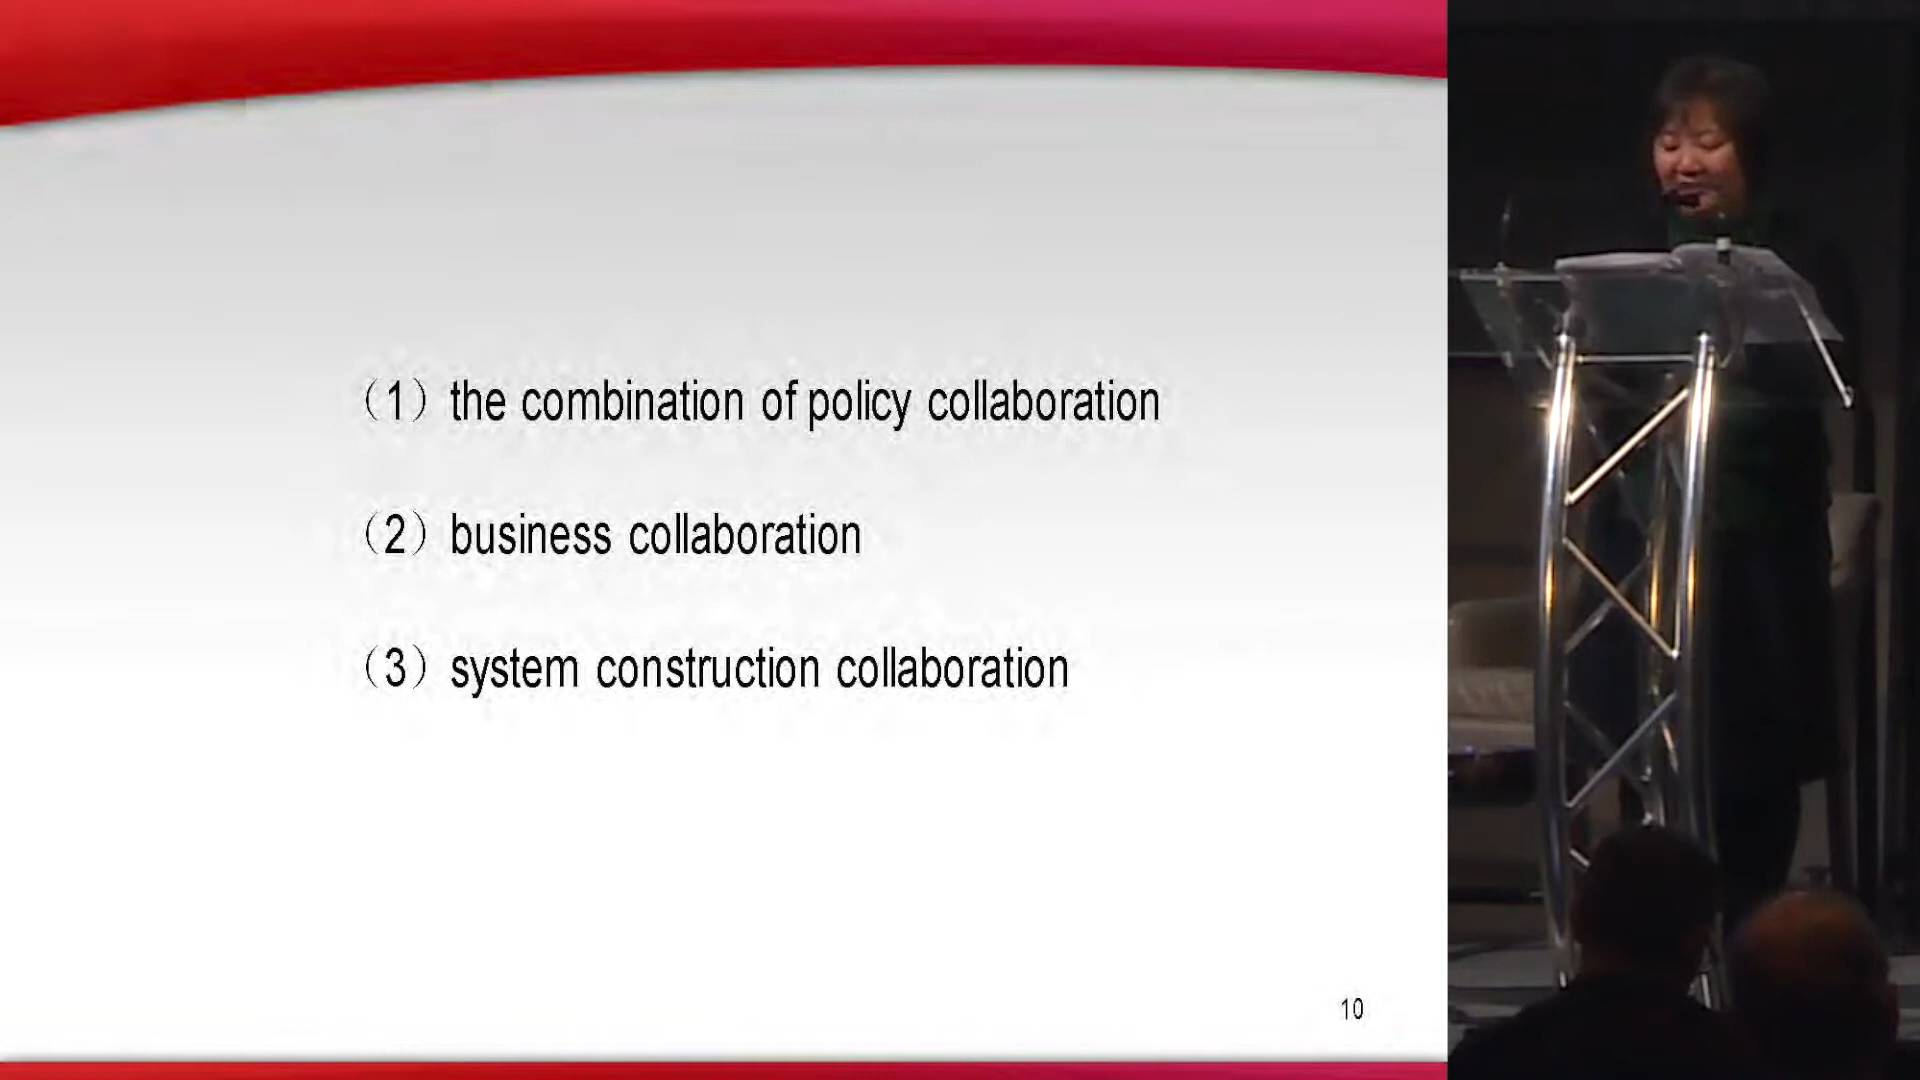 （1）the combination of policy collaboration
（2）business collaboration
（3）system construction collaboration
10